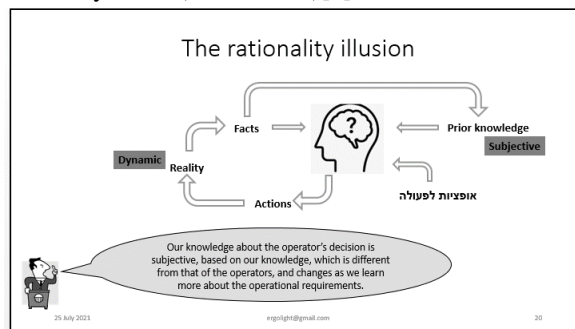 The rationality illusion
Facts
Prior knowledge
Subjective
Dynamic
Reality
?
Actions
אופציות לפעולה
Our knowledge about the operator's decision is
subjective, based on our knowledge, which is different
from that of the operators, and changes as we learn
more about the operational requirements.
25 July 2021
ergolight@gmail.com
20